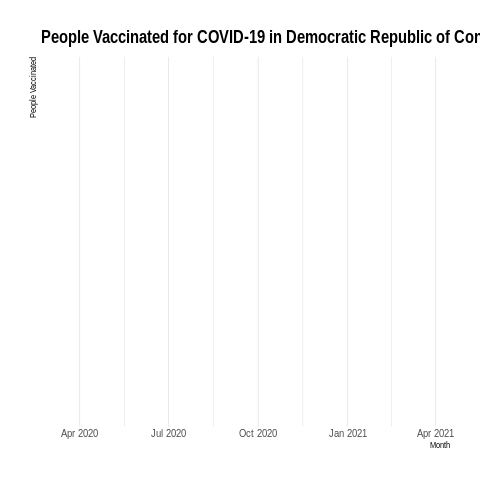 People Vaccinated for COVID-19 in Democratic Republic of Con
People Vaccinated
Apr 2020 Jul 2020 Oct 2020 Jan 2021 Apr 2021
Month